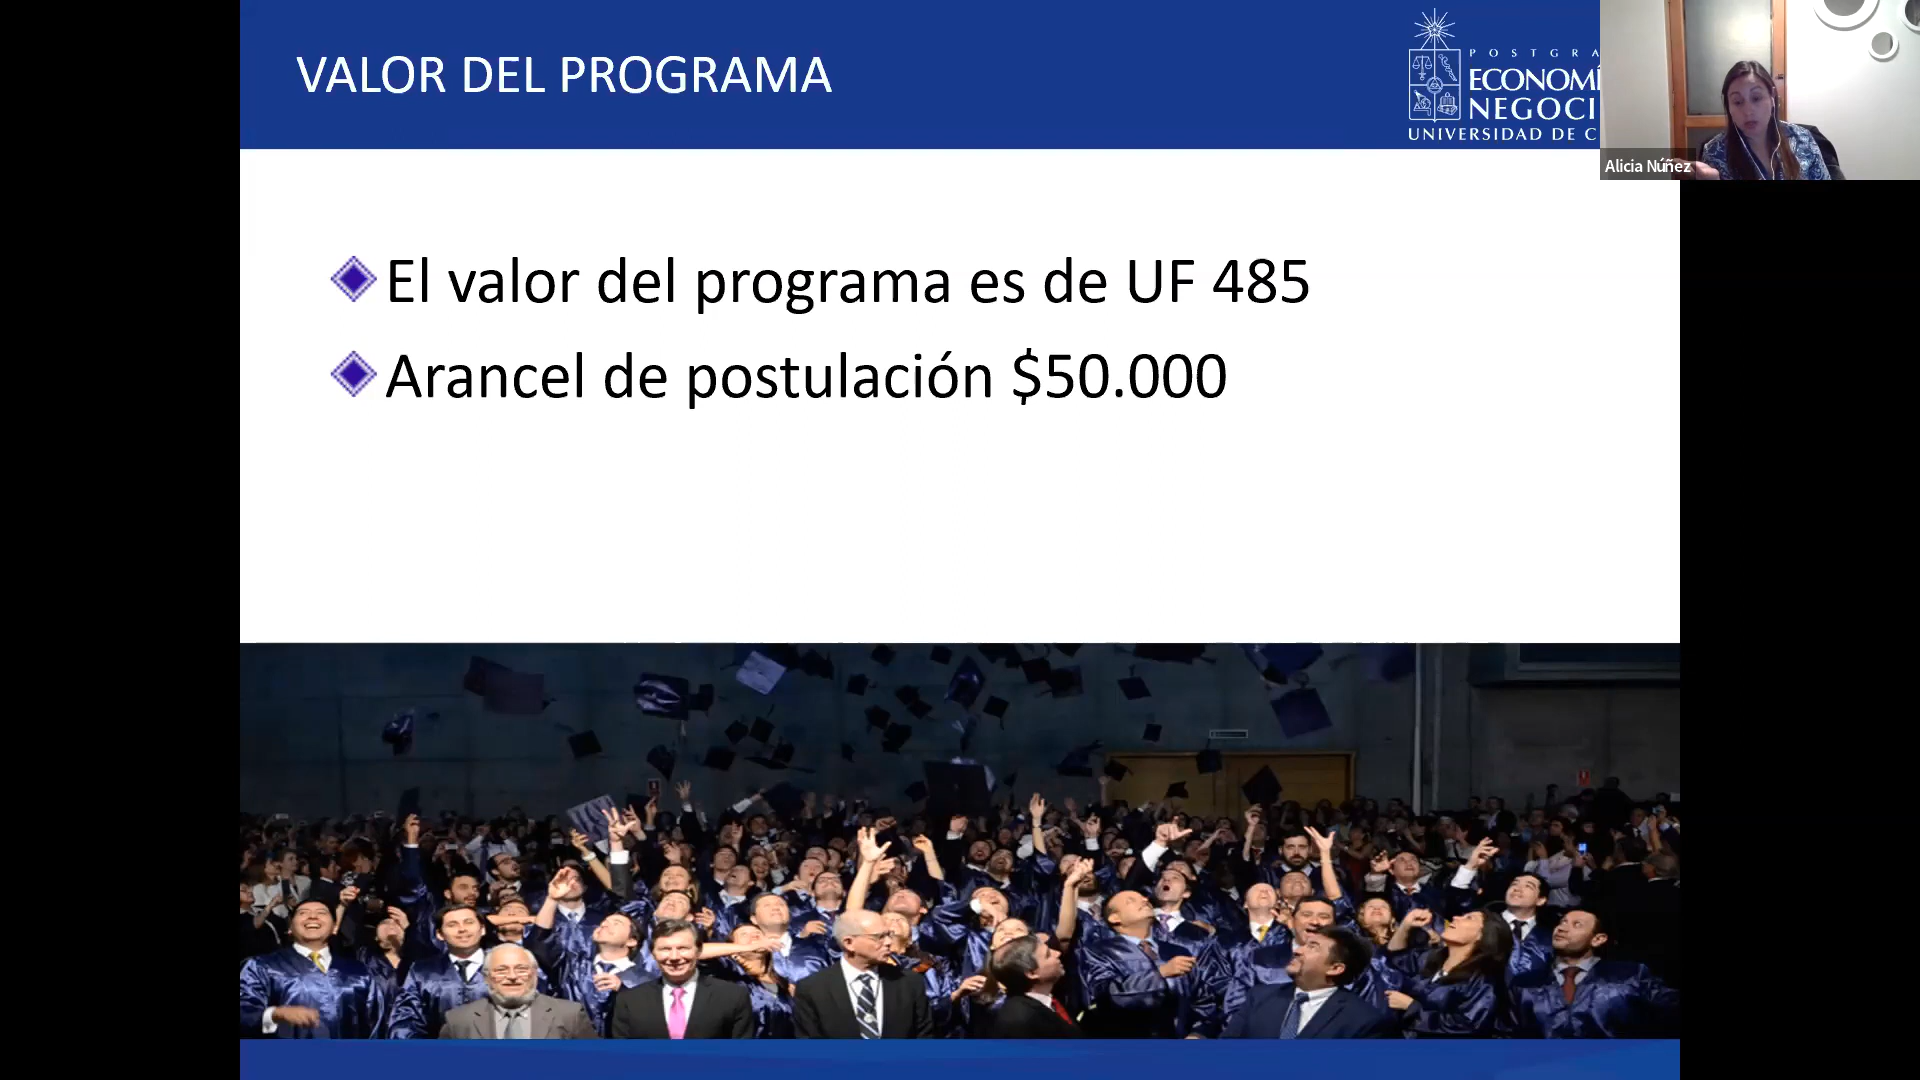 VALOR DEL PROGRAMA
POSTGRA
ECONOMÍ
NEGOCI
UNIVERSIDAD DE C
Alicia Núñez
El valor del programa es de UF 485
Arancel de postulación $50.000